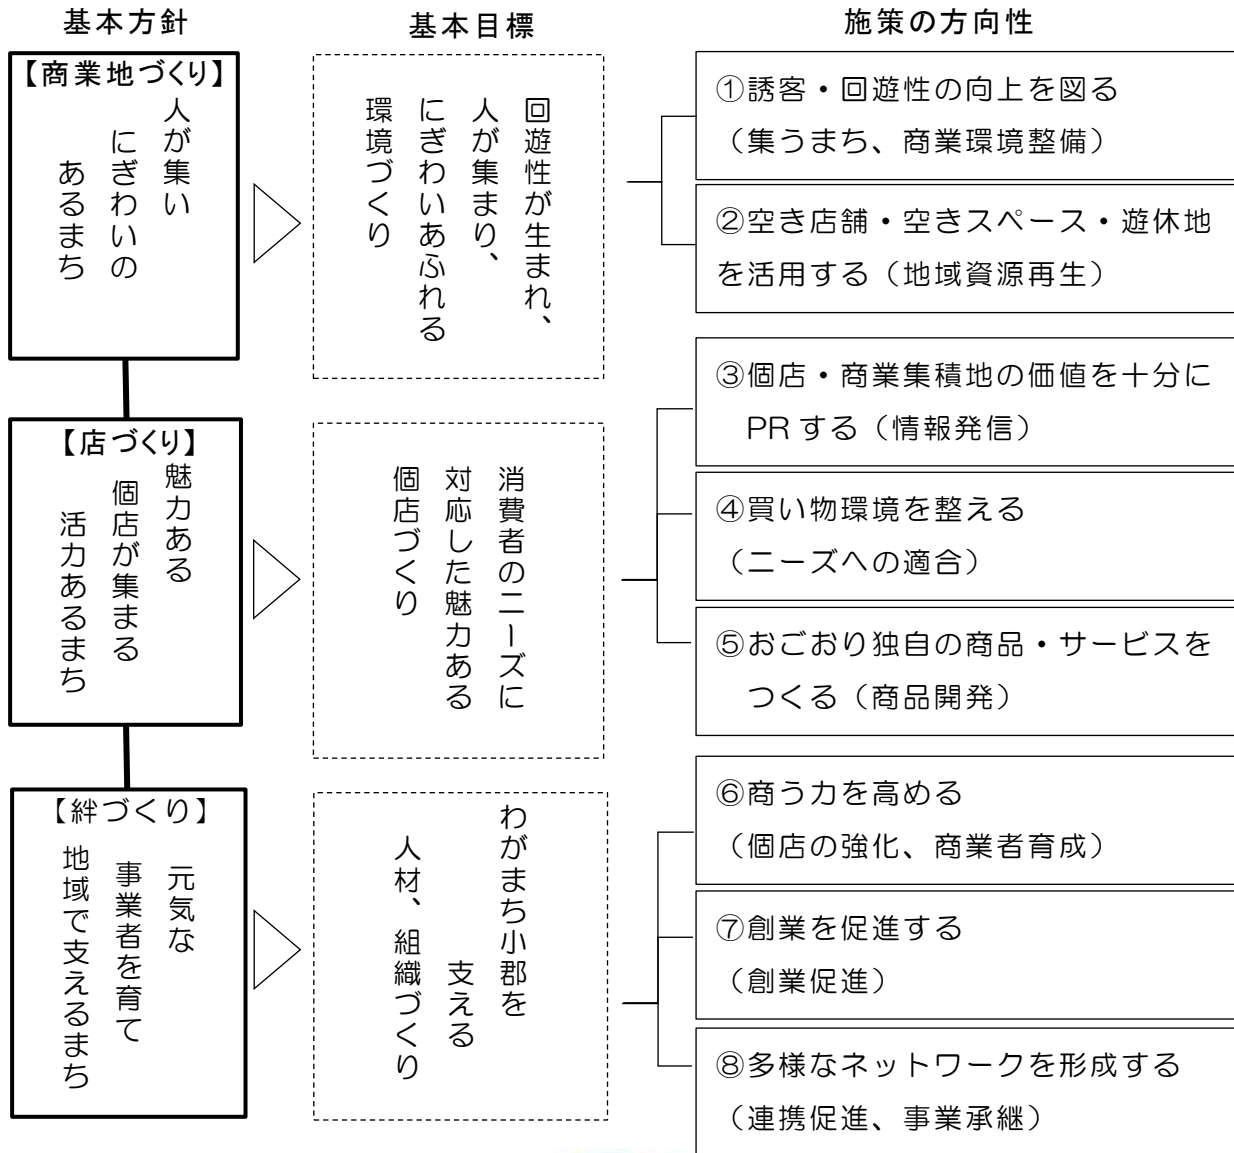 基本方針
基本目標
施策の方向性
【商業地づくり】
人が集い
にぎわいの
あるまち
回遊性が生まれ、
人が集まり、
にぎわいあふれる
環境づくり
①誘客・回遊性の向上を図る
（集うまち、商業環境整備）
②空き店舗・空きスペース・遊休地
を活用する（地域資源再生）
【店づくり】
魅力ある
個店が集まる
活力あるまち
消費者のニーズに
対応した魅力ある
個店づくり
③個店・商業集積地の価値を十分に
PRする（情報発信）
④買い物環境を整える
（ニーズへの適合）
⑤おごおり独自の商品・サービスを
つくる（商品開発）
【絆づくり】
元気な
事業者を育て
地域で支えるまち
わがまち小郡を
支える
人材、組織づくり
⑥商う力を高める
（個店の強化、商業者育成）
⑦創業を促進する
（創業促進）
⑧多様なネットワークを形成する
（連携促進、事業承継）